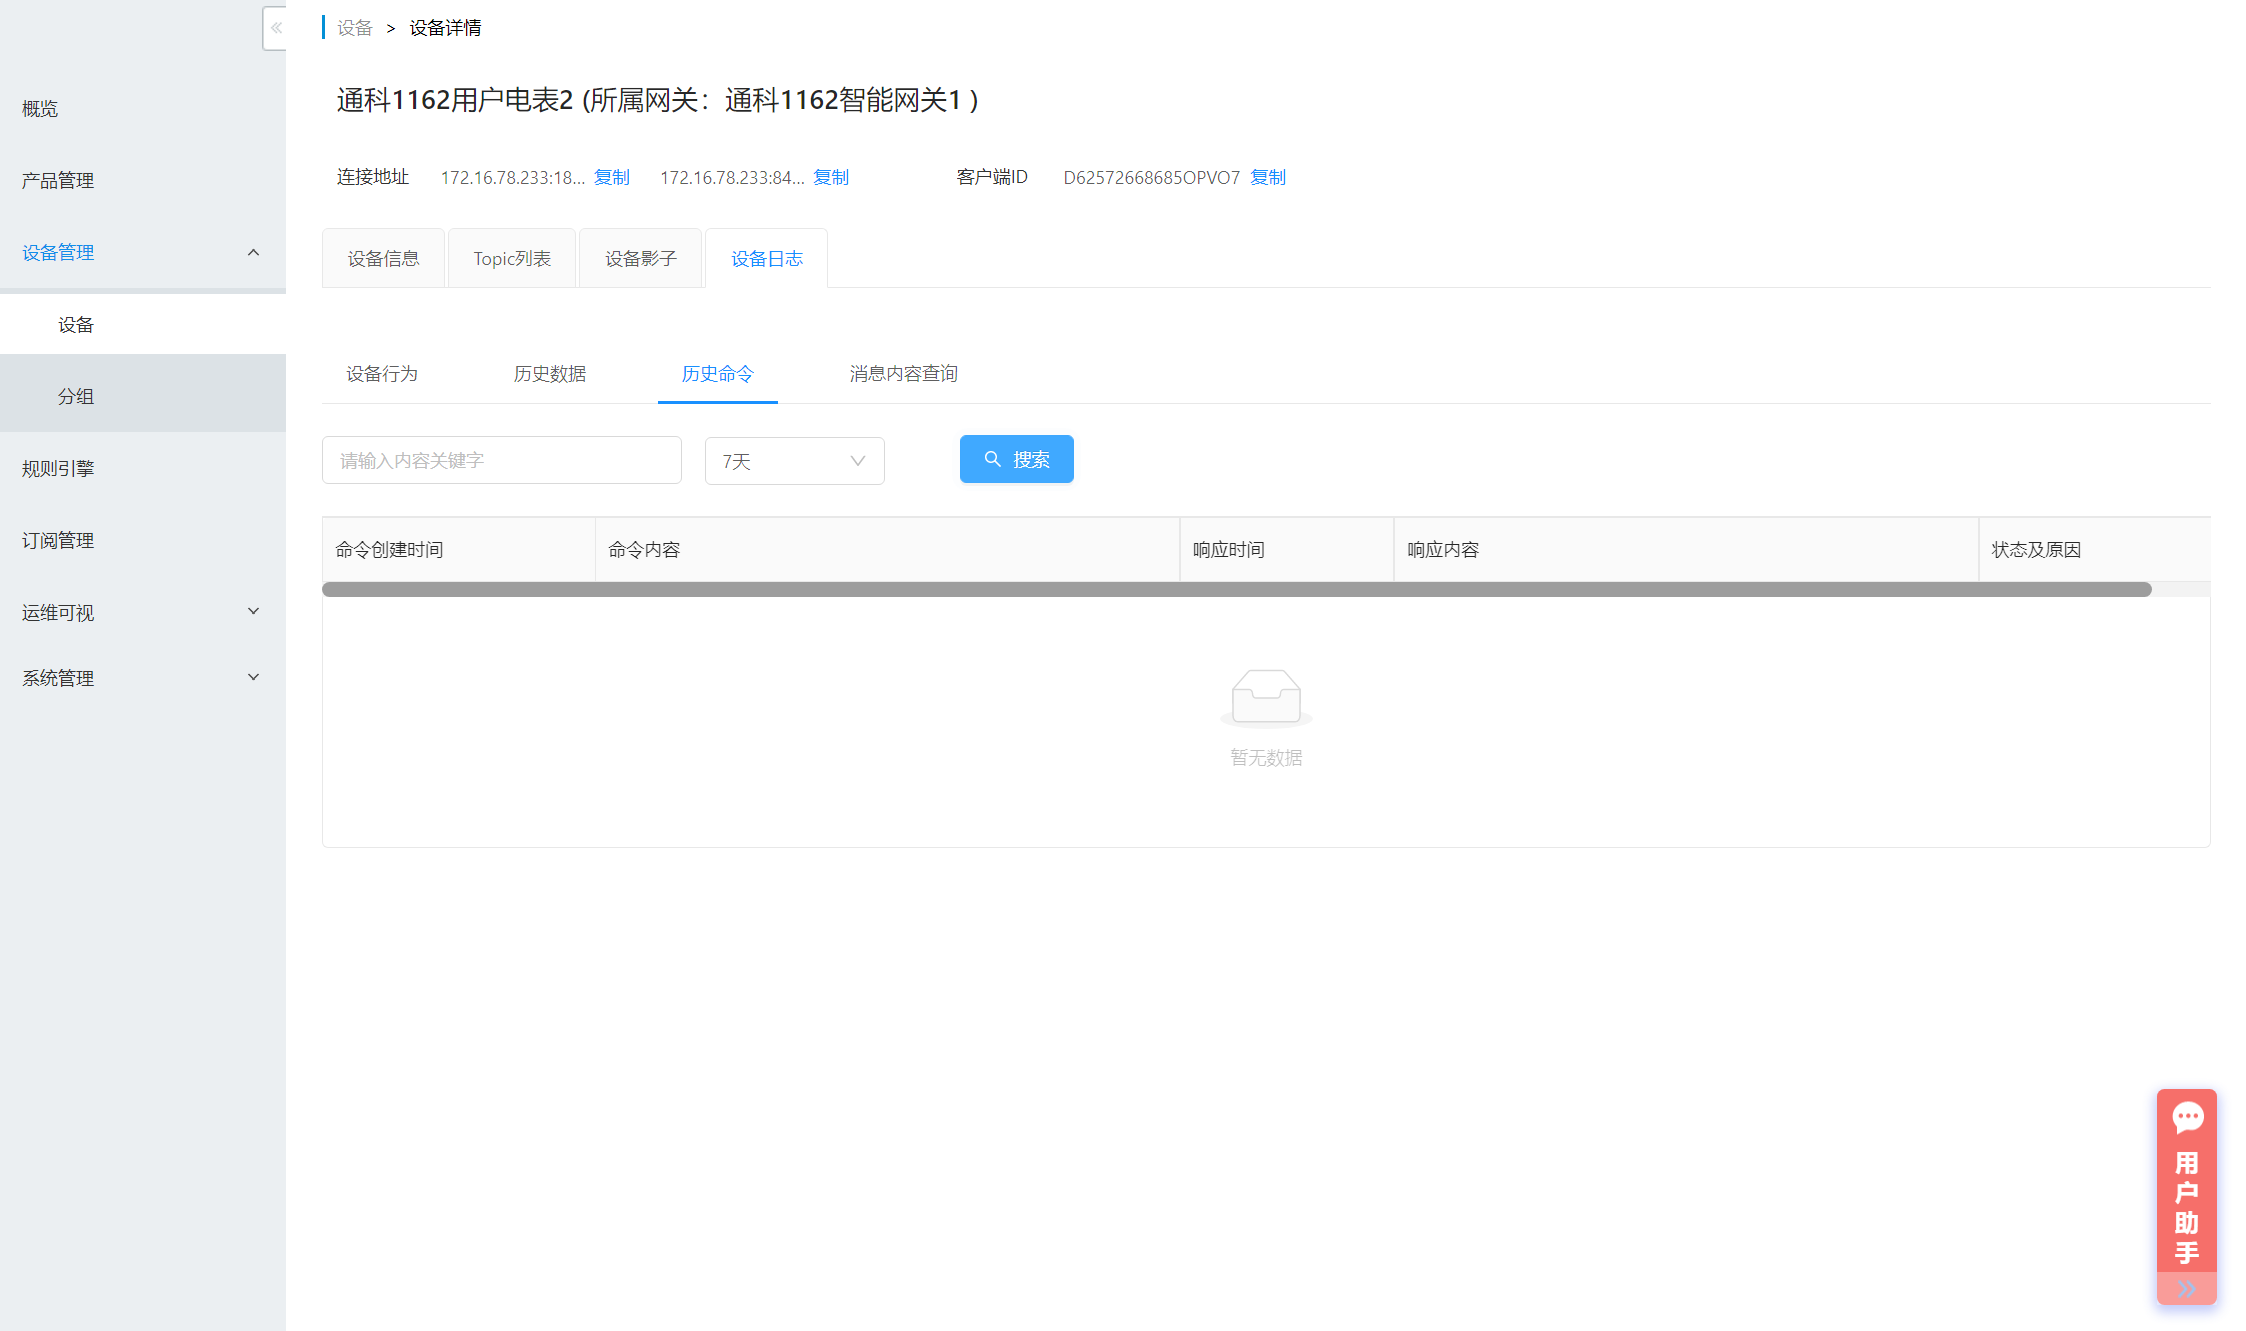 设备 > 设备详情
概览
产品管理
设备管理
设备
分组
规则引擎
订阅管理
运维可视
系统管理
通科1162用户电表2 (所属网关：通科1162智能网关1 )
连接地址 172.16.78.233:18... 复制 172.16.78.233:84... 复制 客户端ID D62572668685OPVO7 复制
设备信息 Topic列表 设备影子 设备日志
设备行为 历史数据 历史命令 消息内容查询
请输入内容关键字 7天 搜索
命令创建时间 命令内容 响应时间 响应内容 状态及原因
暂无数据
用户助手